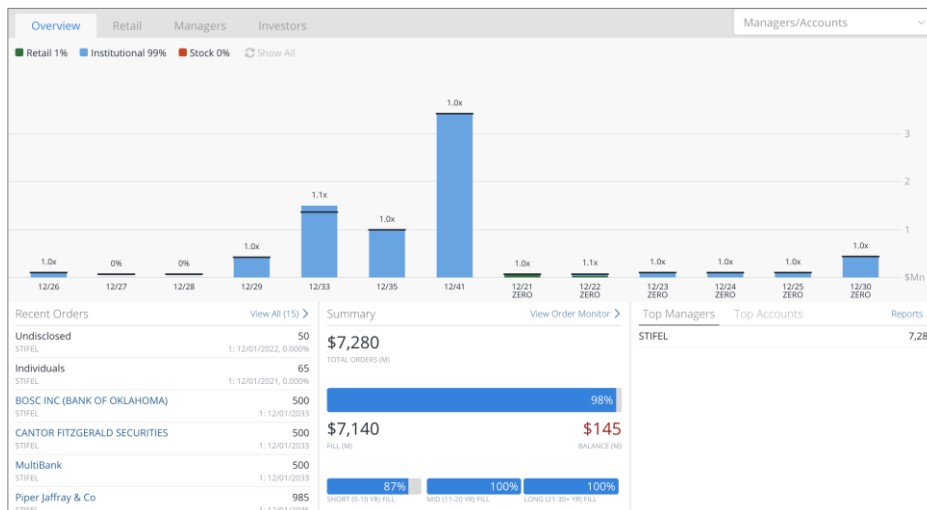 Overview Retail Managers Investors Managers/Accounts
Retail 1% Institutional 99% Stock 0% Show All
1.0x 0% 0% 1.0x 1.1x 1.0x 1.0x 1.0x 1.1x 1.0x 1.0x 1.0x 1.0x
3
2
1
$Mn
12/26 12/27 12/28 12/29 12/33 12/35 12/41 12/21 12/22 12/23 12/24 12/25 12/30
ZERO ZERO ZERO ZERO ZERO ZERO
Recent Orders View All (15)
Undisclosed 50
STIFEL 1: 12/01/2022, 0.000%
Individuals 65
STIFEL 1: 12/01/2021, 0.000%
BOSC INC (BANK OF OKLAHOMA) 500
STIFEL 1: 12/01/2033
CANTOR FITZGERALD SECURITIES 500
STIFEL 1: 12/01/2033
MultiBank 500
STIFEL 1: 12/01/2033
Piper Jaffray & Co 985
Summary View Order Monitor
$7,280
TOTAL ORDERS (M)
98%
$7,140 $145
FILL (M) BALANCE (M)
87% 100% 100%
SHORT (0-10 YR) FILL MID (11-20 YR) FILL LONG (21-30+ YR) FILL
Top Managers Top Accounts Reports
STIFEL 7,28